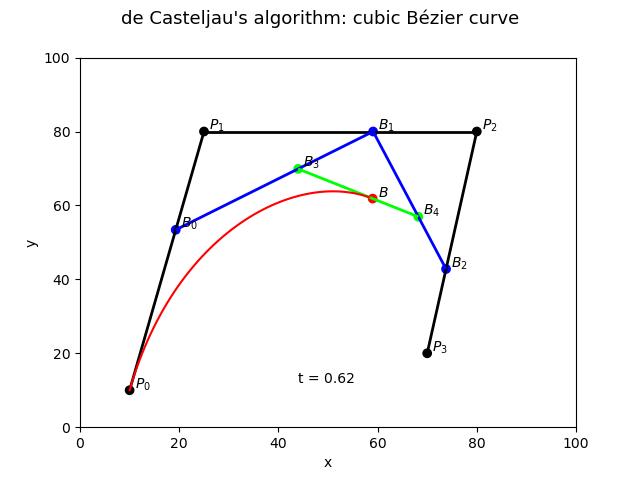 de Casteljau's algorithm: cubic Bézier curve
100
80
60
40
20
0
y
P₁
B₁
P₂
B₃
B
B₀
B₄
B₂
P₃
P₀
t = 0.62
0 20 40 60 80 100
x